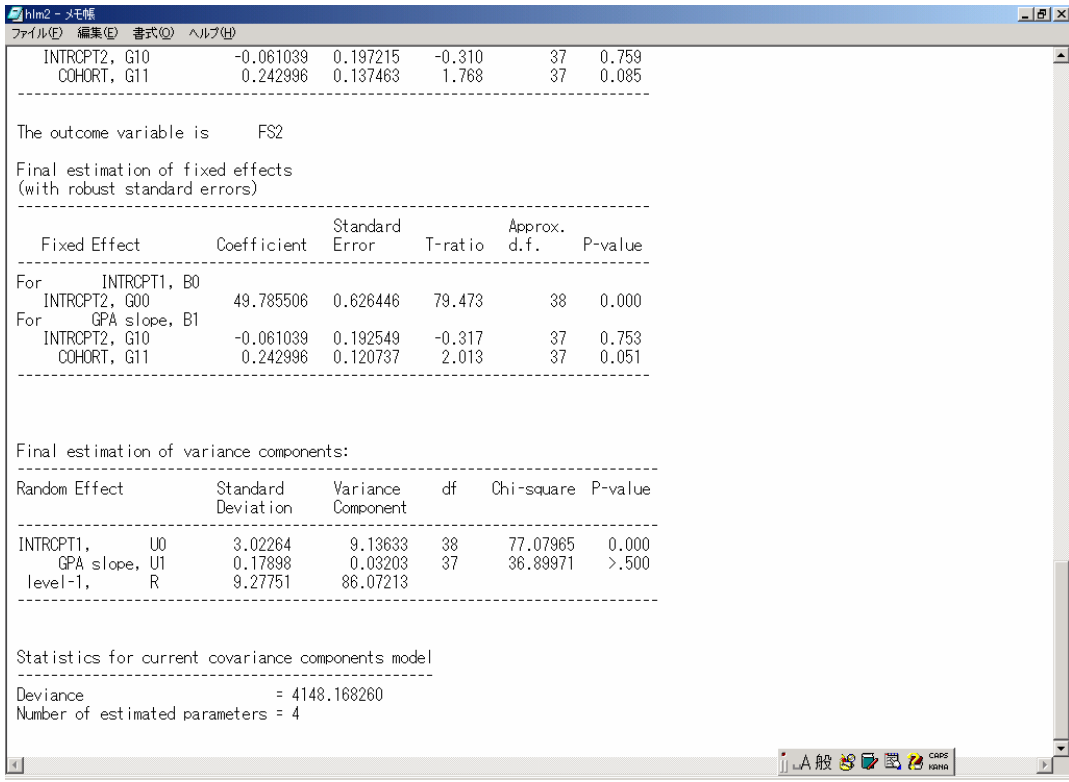 hlm2 - メモ帳
ファイル(F) 編集(E) 書式(O) ヘルプ(H)
INTRCPT2, G10 -0.061039 0.197215 -0.310 37 0.759
COHORT, G11 0.242996 0.137463 1.768 37 0.085
The outcome variable is FS2
Final estimation of fixed effects
(with robust standard errors)
Standard Approx.
Fixed Effect Coefficient Error T-ratio d.f. P-value
For INTRCPT1, B0
INTRCPT2, G00 49.785506 0.626446 79.473 38 0.000
For GPA slope, B1
INTRCPT2, G10 -0.061039 0.192549 -0.317 37 0.753
COHORT, G11 0.242996 0.120737 2.013 37 0.051
Final estimation of variance components:
Random Effect Standard Variance df Chi-square P-value
Deviation Component
INTRCPT1, U0 3.02264 9.13633 38 77.07965 0.000
GPA slope, U1 0.17898 0.03203 37 36.89971 >.500
level-1, R 9.27751 86.07213
Statistics for current covariance components model
Deviance = 4148.168260
Number of estimated parameters = 4
A 般 CAPS
KANA